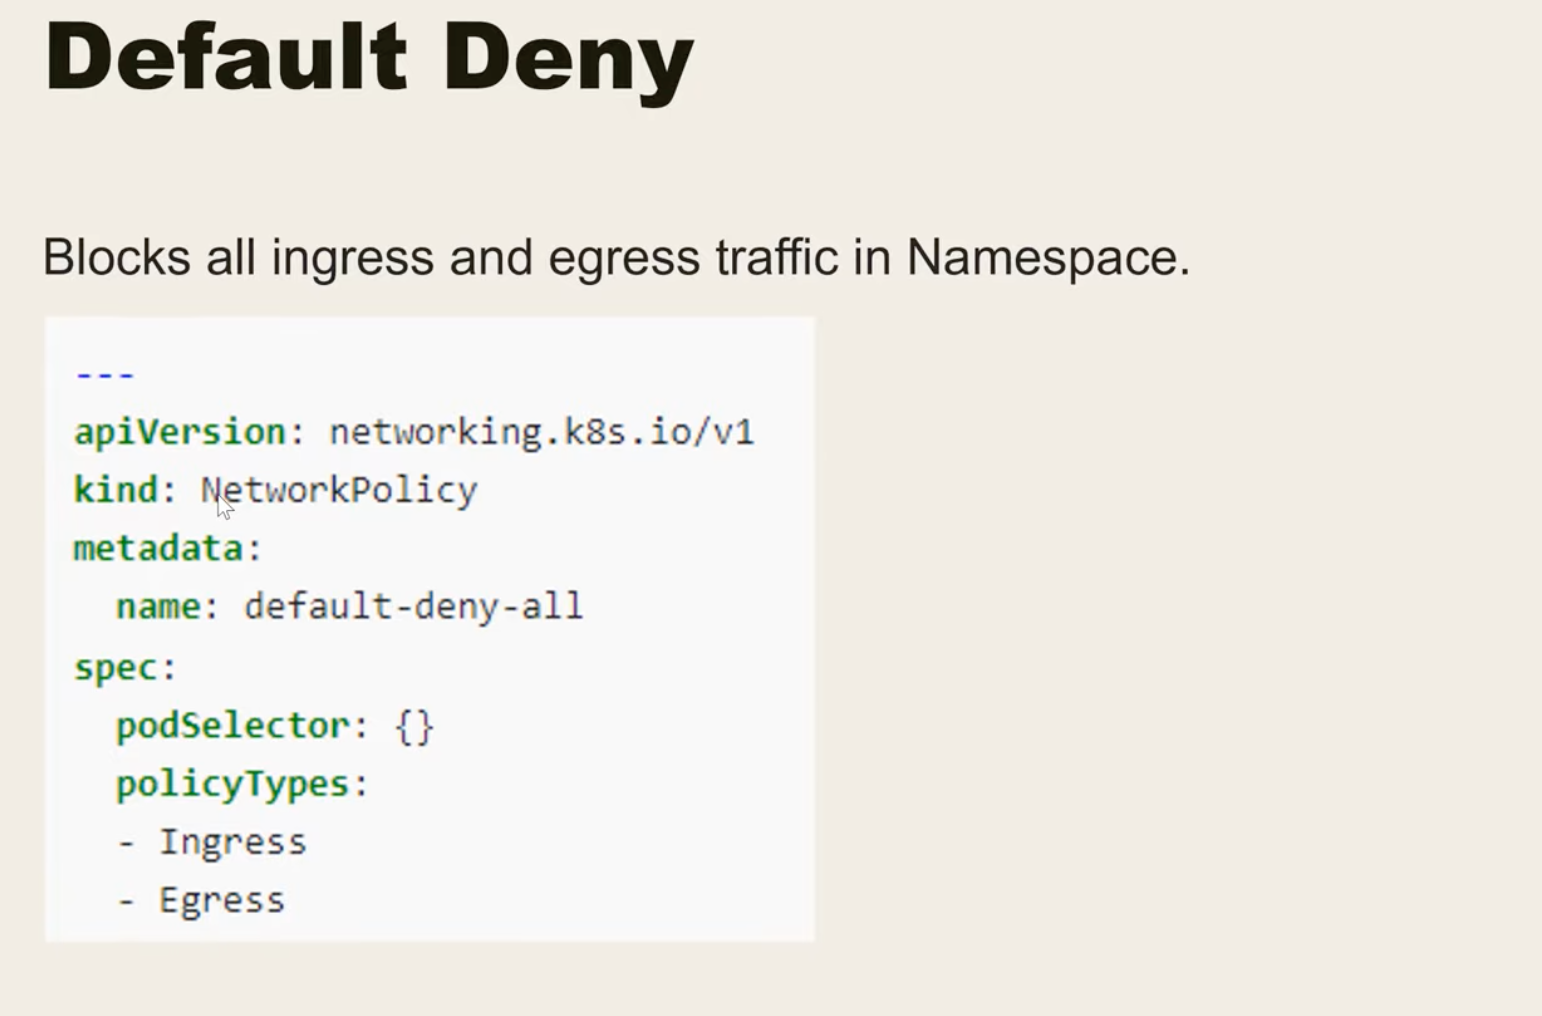 Default Deny
Blocks all ingress and egress traffic in Namespace.
---
apiVersion: networking.k8s.io/v1
kind: NetworkPolicy
metadata:
  name: default-deny-all
spec:
  podSelector: {}
  policyTypes:
  - Ingress
  - Egress